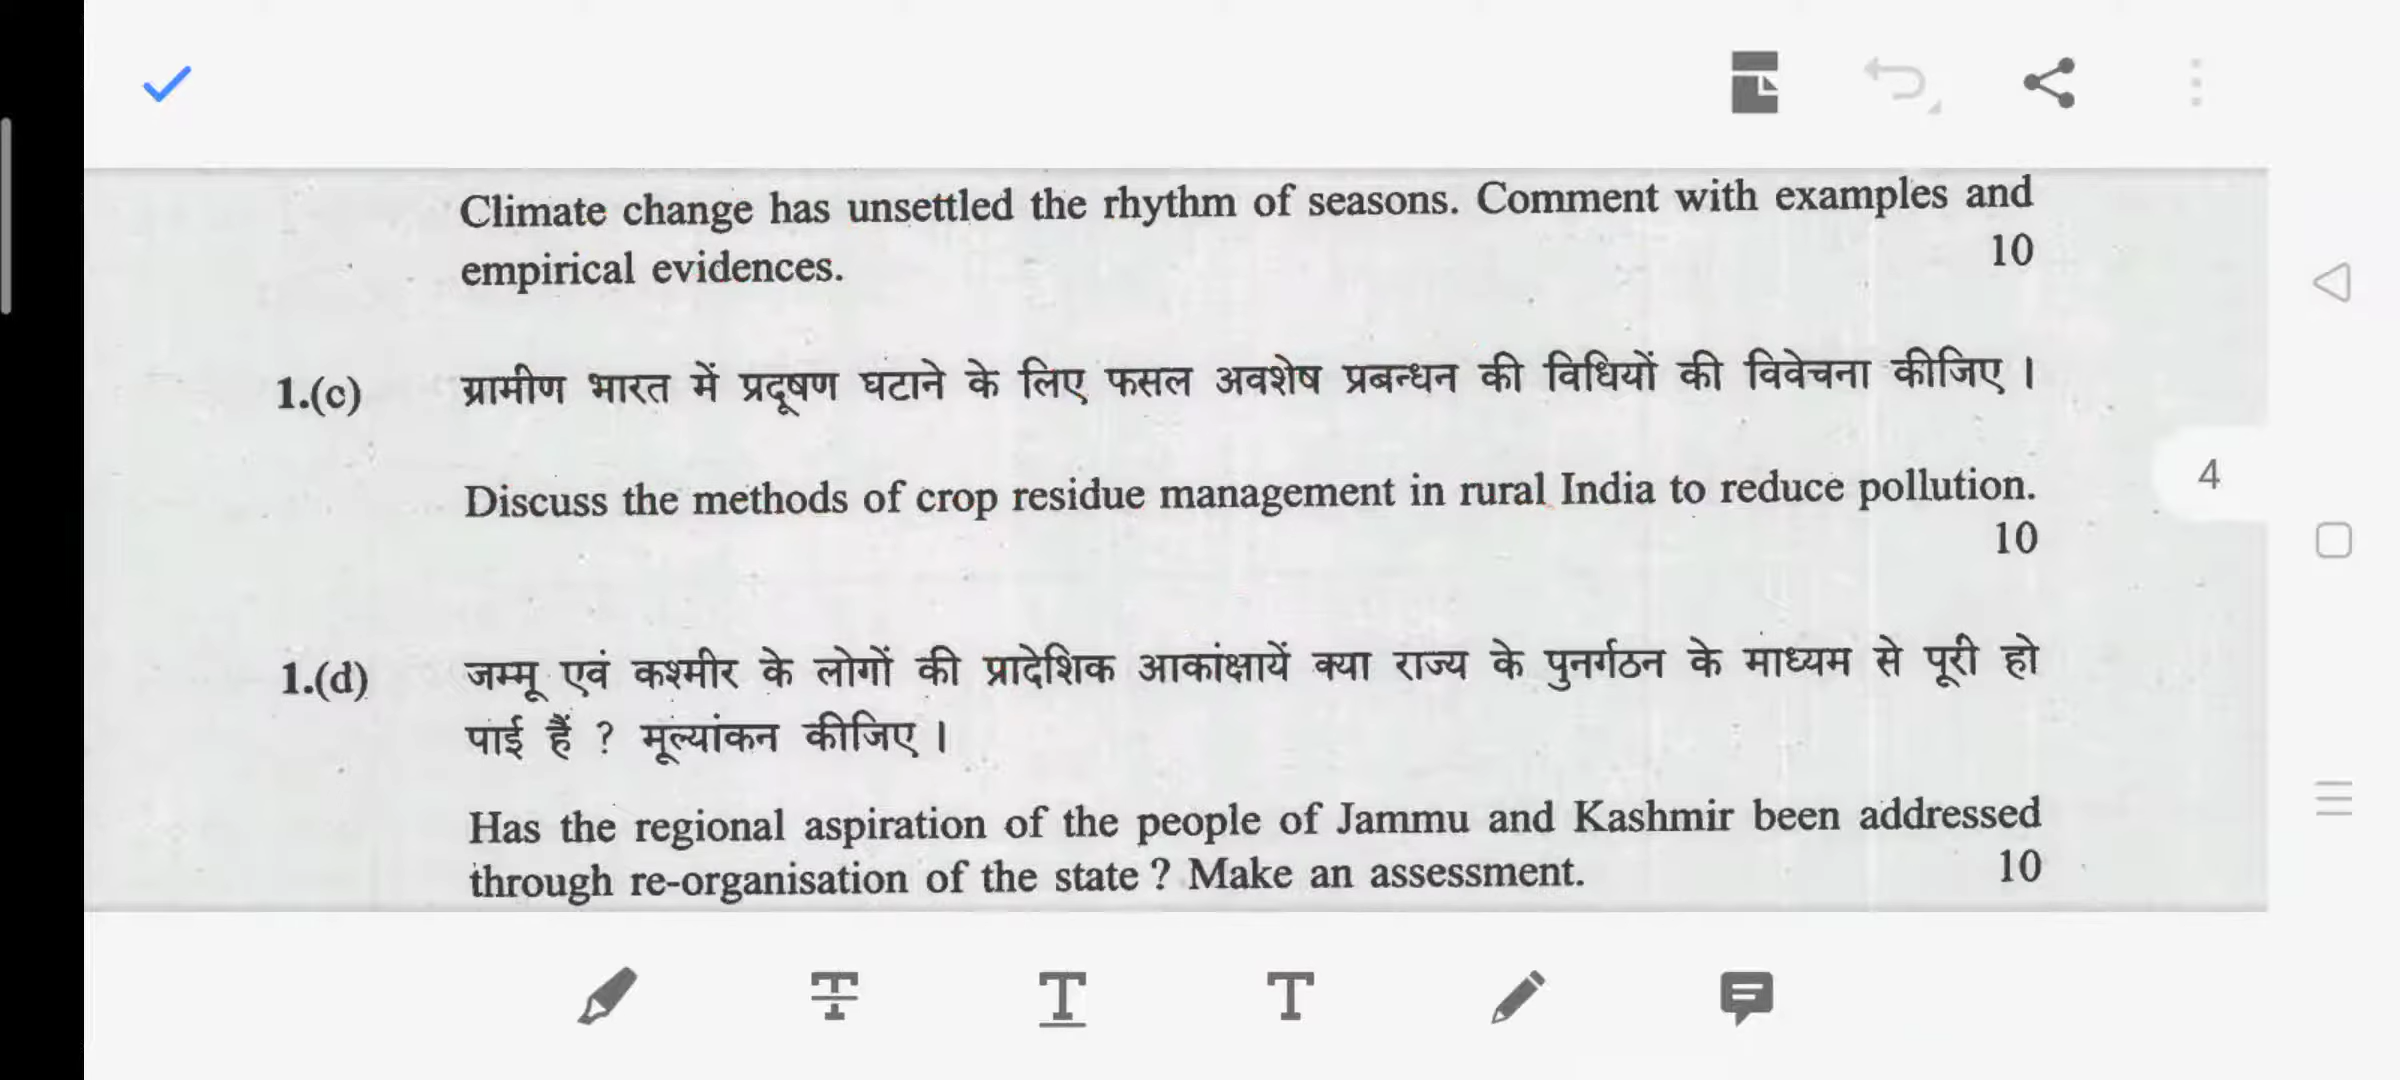 Climate change has unsettled the rhythm of seasons. Comment with examples and
empirical evidences. 10
1.(c) ग्रामीण भारत में प्रदूषण घटाने के लिए फसल अवशेष प्रबन्धन की विधियों की विवेचना कीजिए ।
Discuss the methods of crop residue management in rural India to reduce pollution.
10
4
1.(d) जम्मू एवं कश्मीर के लोगों की प्रादेशिक आकांक्षायें क्या राज्य के पुनर्गठन के माध्यम से पूरी हो
पाई हैं ? मूल्यांकन कीजिए ।
Has the regional aspiration of the people of Jammu and Kashmir been addressed
through re-organisation of the state ? Make an assessment. 10